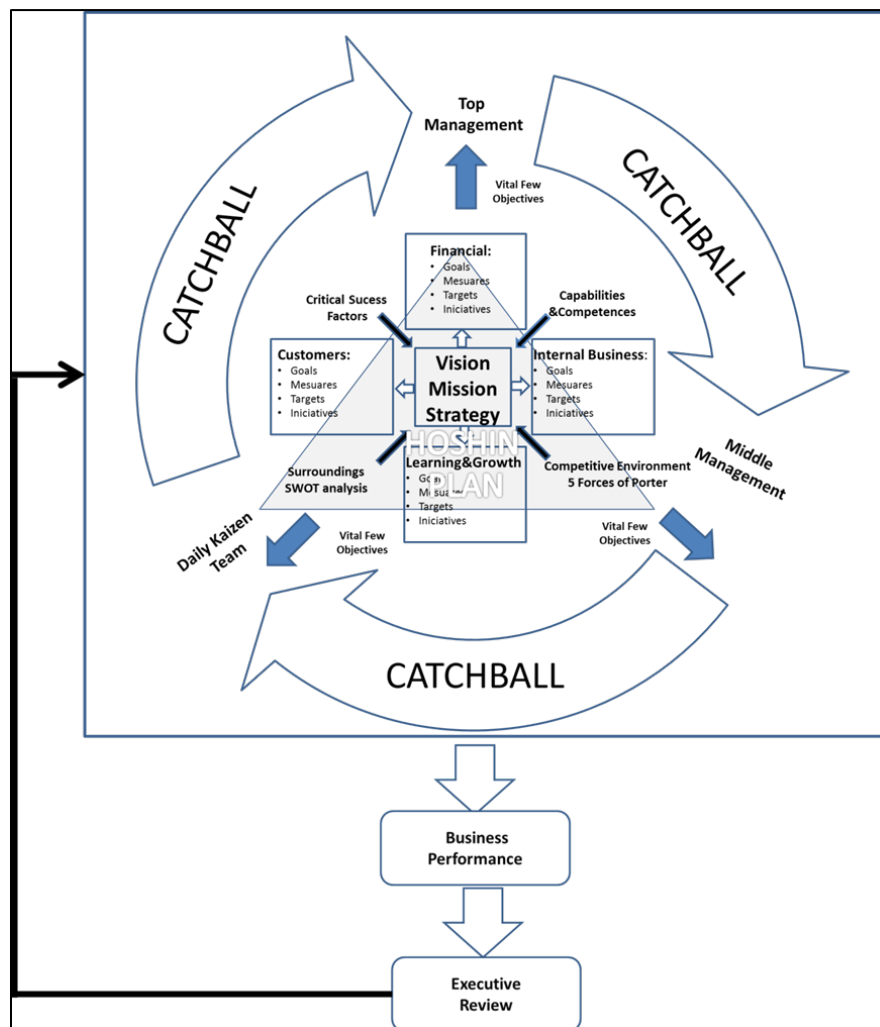 Top
Management
CATCHBALL
CATCHBALL
Vital Few
Objectives
Financial:
• Goals
• Mesuares
• Targets
• Iniciatives
Critical Sucess
Factors
Capabilities
&Competences
Customers:
• Goals
• Mesuares
• Targets
• Iniciatives
Vision
Mission
Strategy
Internal Business:
• Goals
• Mesuares
• Targets
• Iniciatives
HOSHIN
PLAN
Learning&Growth
• Goals
• Mesuares
• Targets
• Iniciatives
Surroundings
SWOT analysis
Competitive Environment
5 Forces of Porter
Middle
Management
Daily Kaizen
Team
Vital Few
Objectives
Vital Few
Objectives
CATCHBALL
Business
Performance
Executive
Review